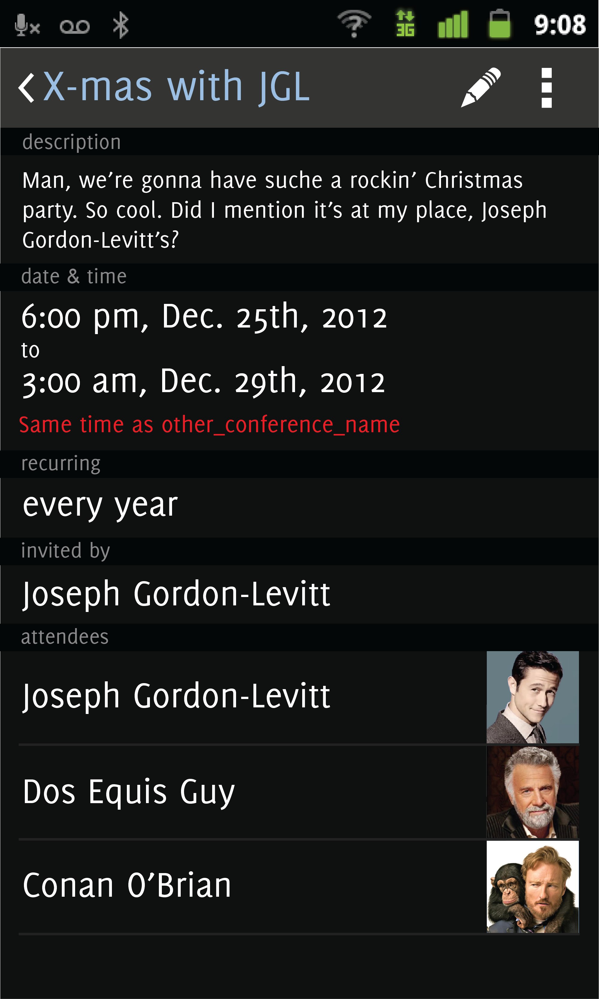 3G 9:08
X-mas with JGL
description
Man, we’re gonna have suche a rockin’ Christmas
party. So cool. Did I mention it’s at my place, Joseph
Gordon-Levitt’s?
date & time
6:00 pm, Dec. 25th, 2012
to
3:00 am, Dec. 29th, 2012
Same time as other_conference_name
recurring
every year
invited by
Joseph Gordon-Levitt
attendees
Joseph Gordon-Levitt
Dos Equis Guy
Conan O’Brian